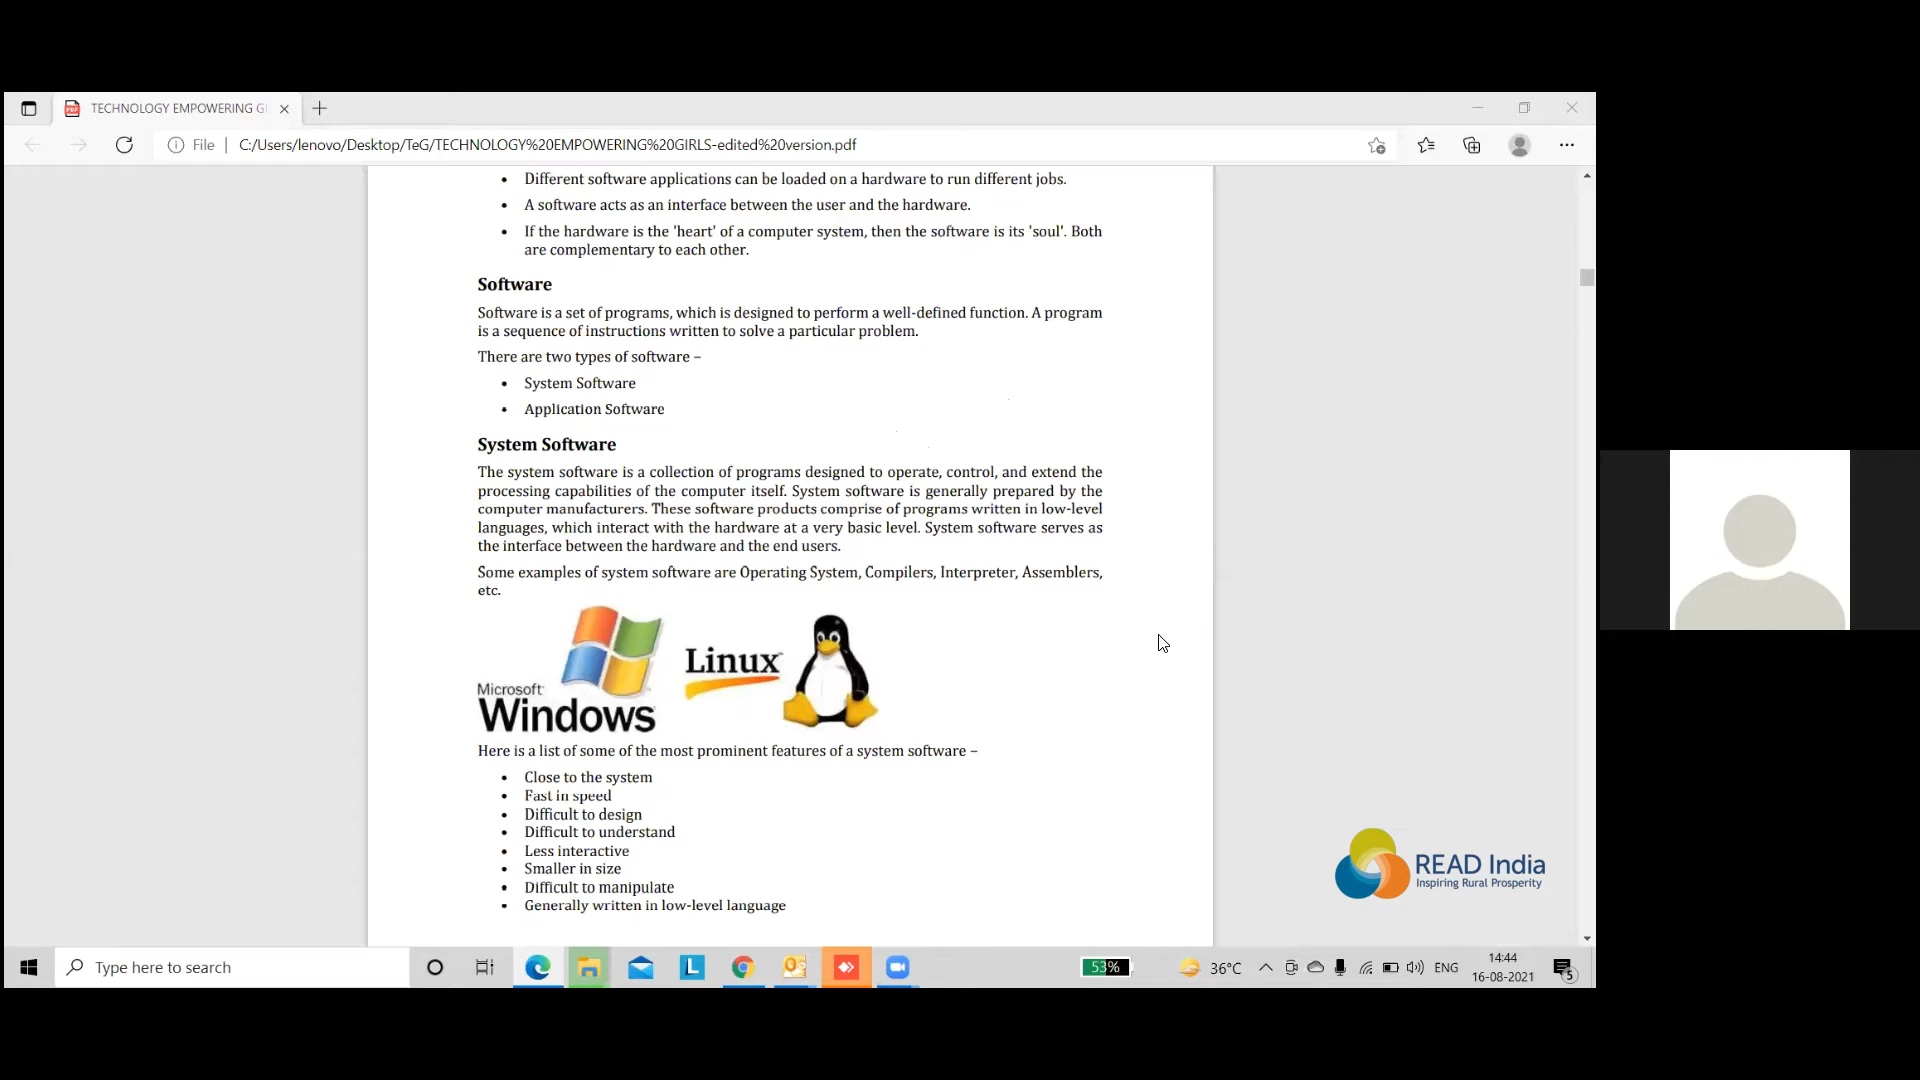 TECHNOLOGY EMPOWERING GI
File
C:/Users/lenovo/Desktop/TeG/TECHNOLOGY%20EMPOWERING%20GIRLS-edited%20version.pdf
• Different software applications can be loaded on a hardware to run different jobs.
• A software acts as an interface between the user and the hardware.
• If the hardware is the 'heart' of a computer system, then the software is its 'soul'. Both
are complementary to each other.
Software
Software is a set of programs, which is designed to perform a well-defined function. A program
is a sequence of instructions written to solve a particular problem.
There are two types of software –
• System Software
• Application Software
System Software
The system software is a collection of programs designed to operate, control, and extend the
processing capabilities of the computer itself. System software is generally prepared by the
computer manufacturers. These software products comprise of programs written in low-level
languages, which interact with the hardware at a very basic level. System software serves as
the interface between the hardware and the end users.
Some examples of system software are Operating System, Compilers, Interpreter, Assemblers,
etc.
Microsoft
Windows
Linux
Here is a list of some of the most prominent features of a system software –
• Close to the system
• Fast in speed
• Difficult to design
• Difficult to understand
• Less interactive
• Smaller in size
• Difficult to manipulate
• Generally written in low-level language
READ India
Inspiring Rural Prosperity
Type here to search
L
53%
36°C
ENG
14:44
16-08-2021
5